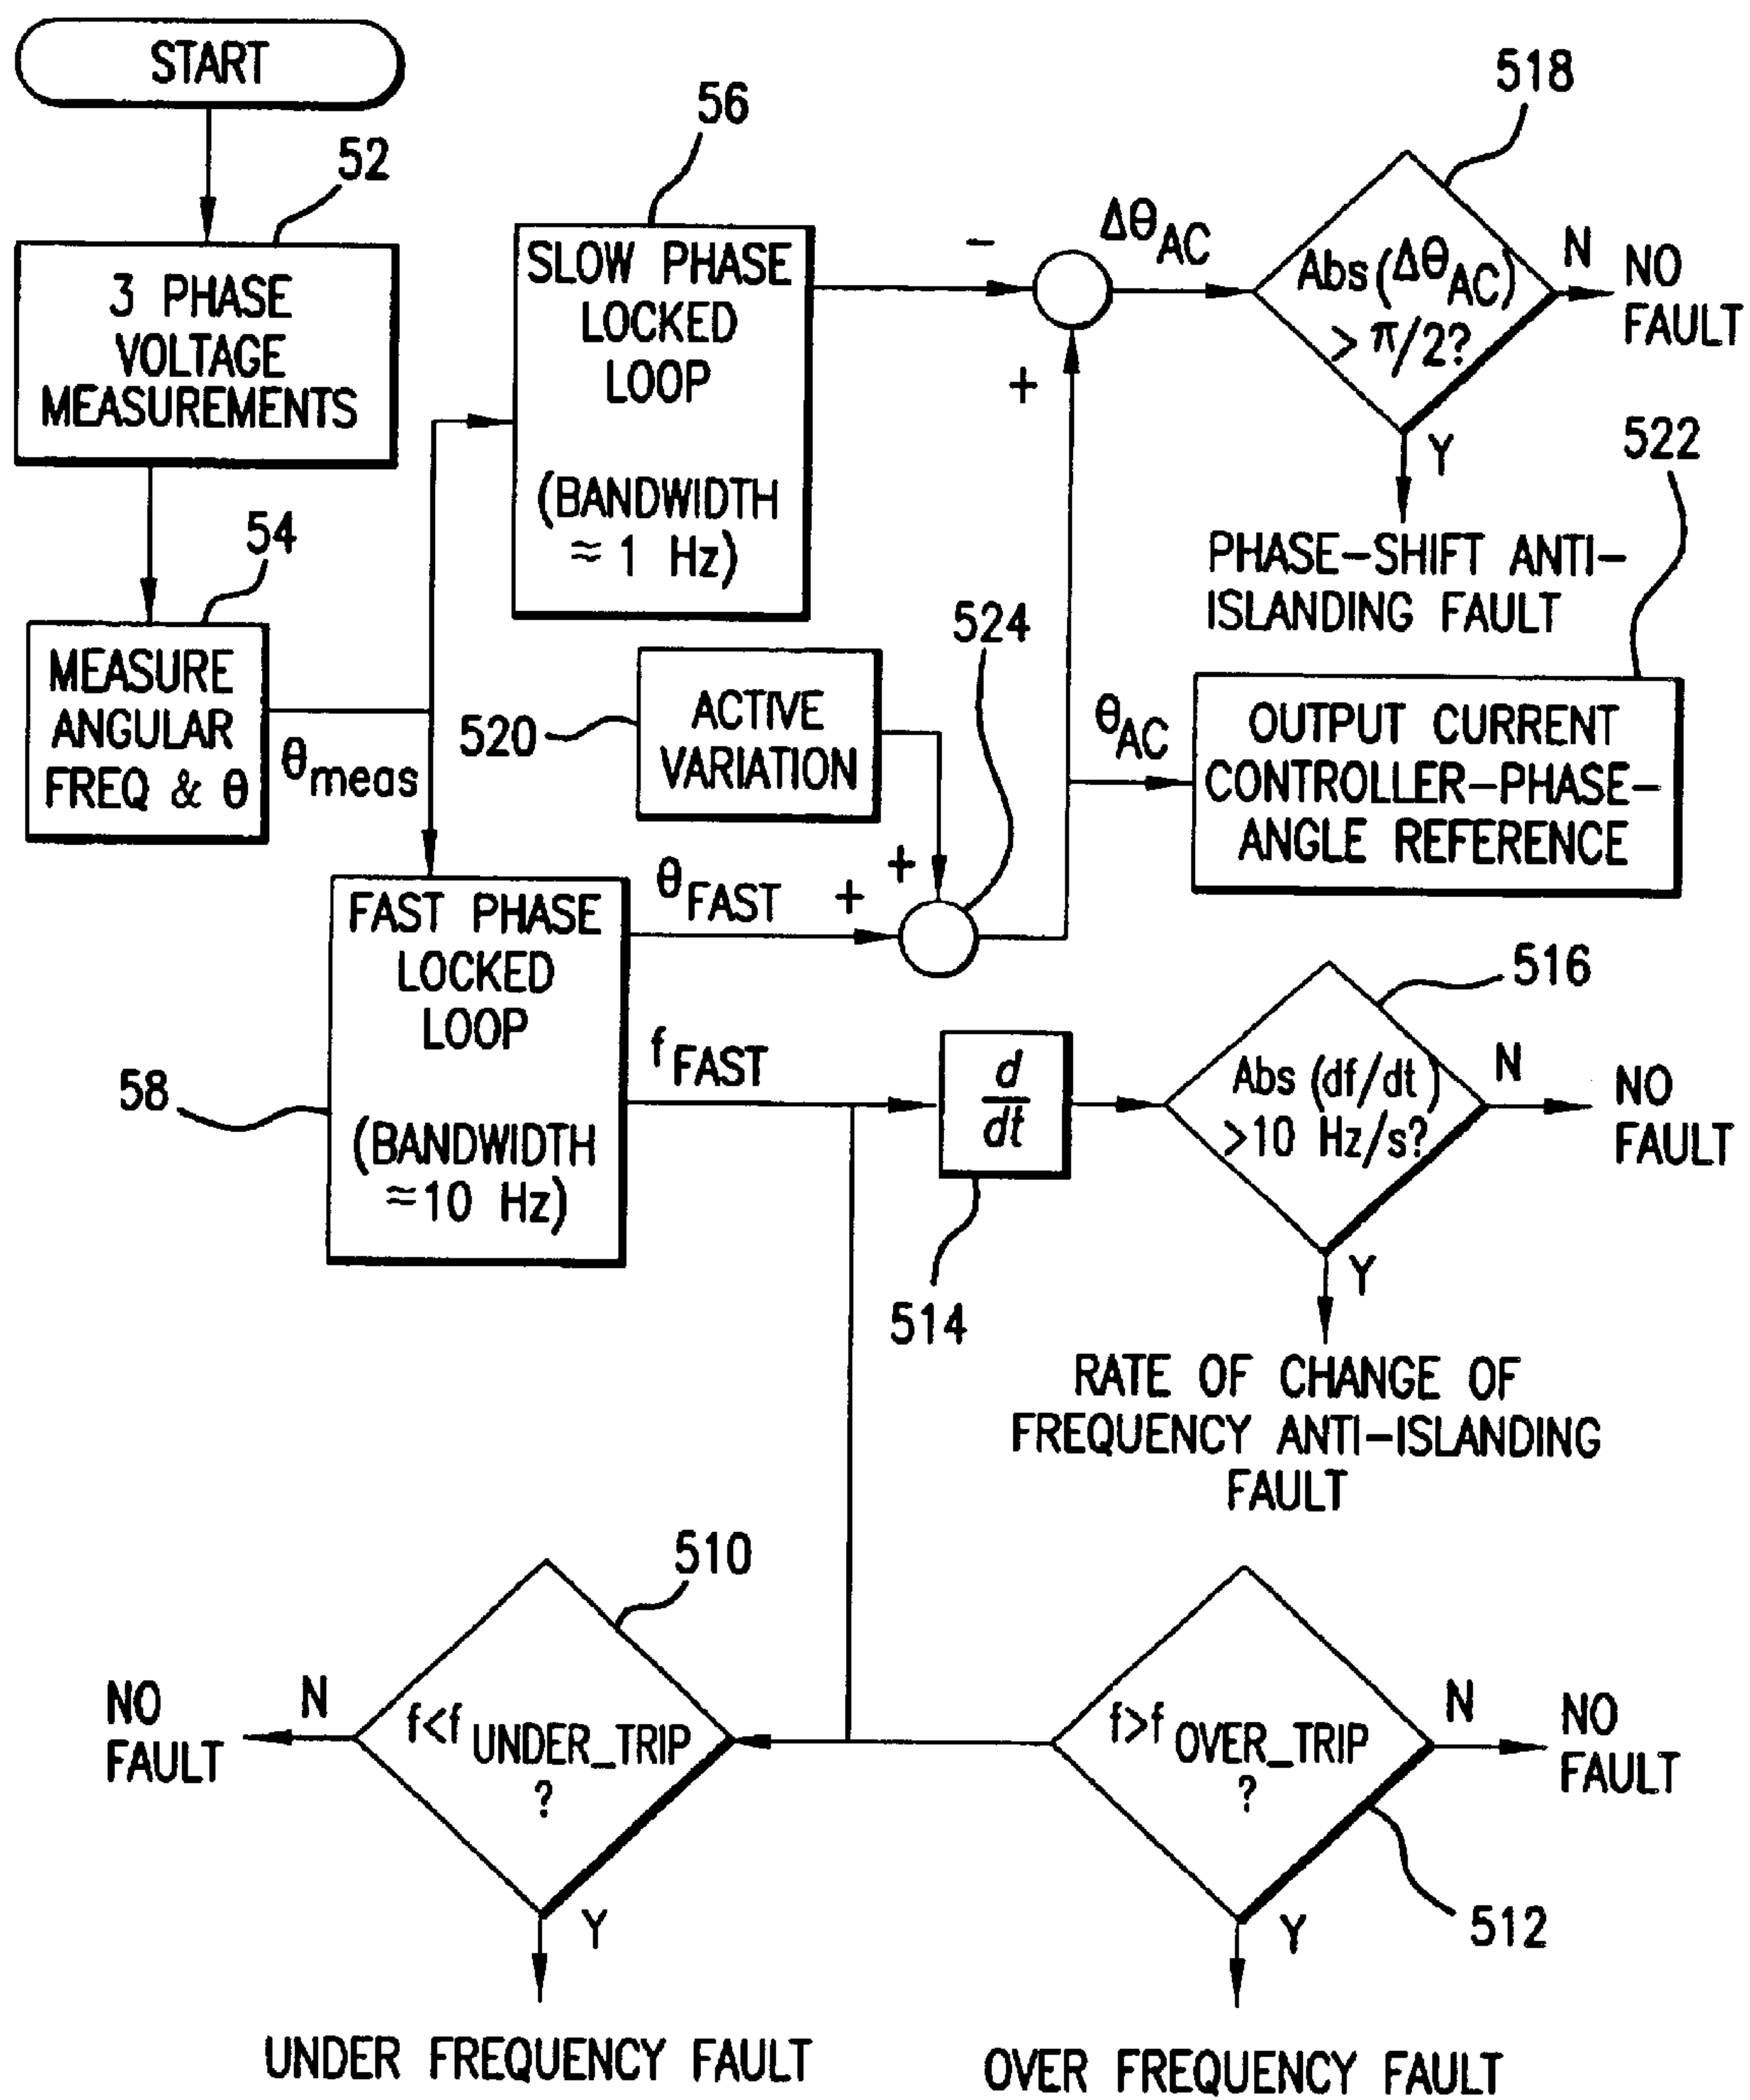 START
52
3 PHASE
VOLTAGE
MEASUREMENTS
54
MEASURE
ANGULAR
FREQ & θ
θmeas
56
SLOW PHASE
LOCKED
LOOP
(BANDWIDTH
≈ 1 Hz)
−
+
ΔθAC
518
Abs(ΔθAC)
> π/2?
N
NO
FAULT
Y
PHASE–SHIFT ANTI–
ISLANDING FAULT
522
θAC
OUTPUT CURRENT
CONTROLLER–PHASE–
ANGLE REFERENCE
520
ACTIVE
VARIATION
524
+
+
θFAST
FAST PHASE
LOCKED
LOOP
(BANDWIDTH
≈10 Hz)
58
fFAST
d
dt
514
516
Abs (df/dt)
>10 Hz/s?
N
NO
FAULT
Y
RATE OF CHANGE OF
FREQUENCY ANTI–ISLANDING
FAULT
510
f<fUNDER_TRIP
?
N
NO
FAULT
Y
UNDER FREQUENCY FAULT
f>fOVER_TRIP
?
N
NO
FAULT
512
Y
OVER FREQUENCY FAULT